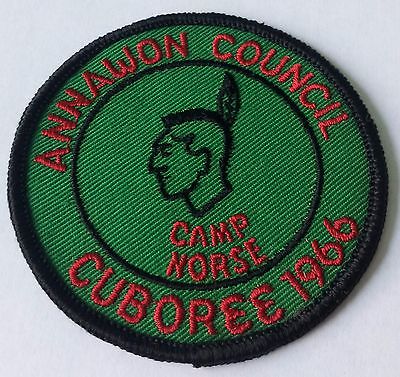 ANNAWON COUNCIL
CAMP
NORSE
CUBOREE 1966